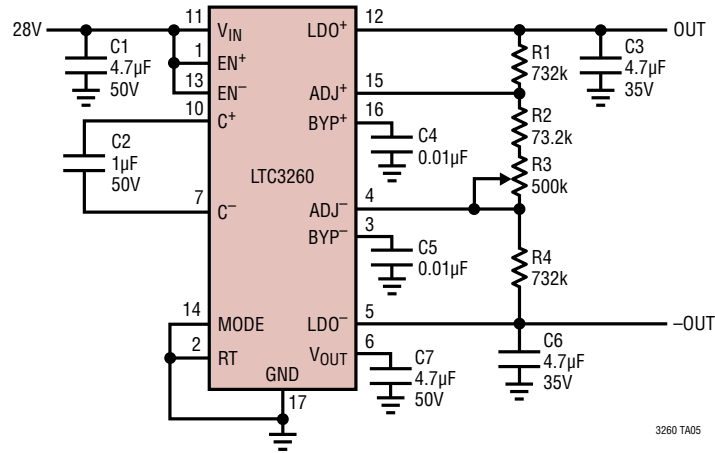 28V
C1
4.7µF
50V
C2
1µF
50V
11
1
13
10
7
14
2
VIN
EN+
EN–
C+
C–
MODE
RT
GND
17
LTC3260
LDO+
ADJ+
BYP+
ADJ–
BYP–
LDO–
VOUT
12
15
16
4
3
5
6
C4
0.01µF
C5
0.01µF
C7
4.7µF
50V
R1
732k
R2
73.2k
R3
500k
R4
732k
C3
4.7µF
35V
C6
4.7µF
35V
OUT
–OUT
3260 TA05